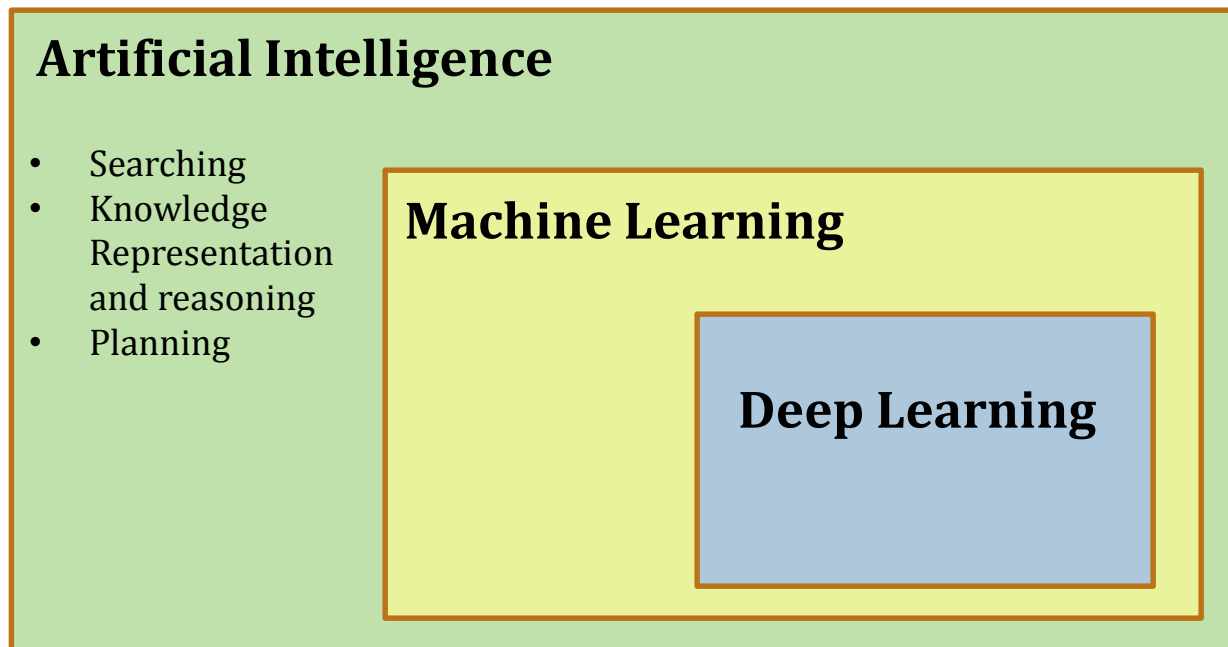 Artificial Intelligence
• Searching
• Knowledge
Representation
and reasoning
• Planning
Machine Learning
Deep Learning